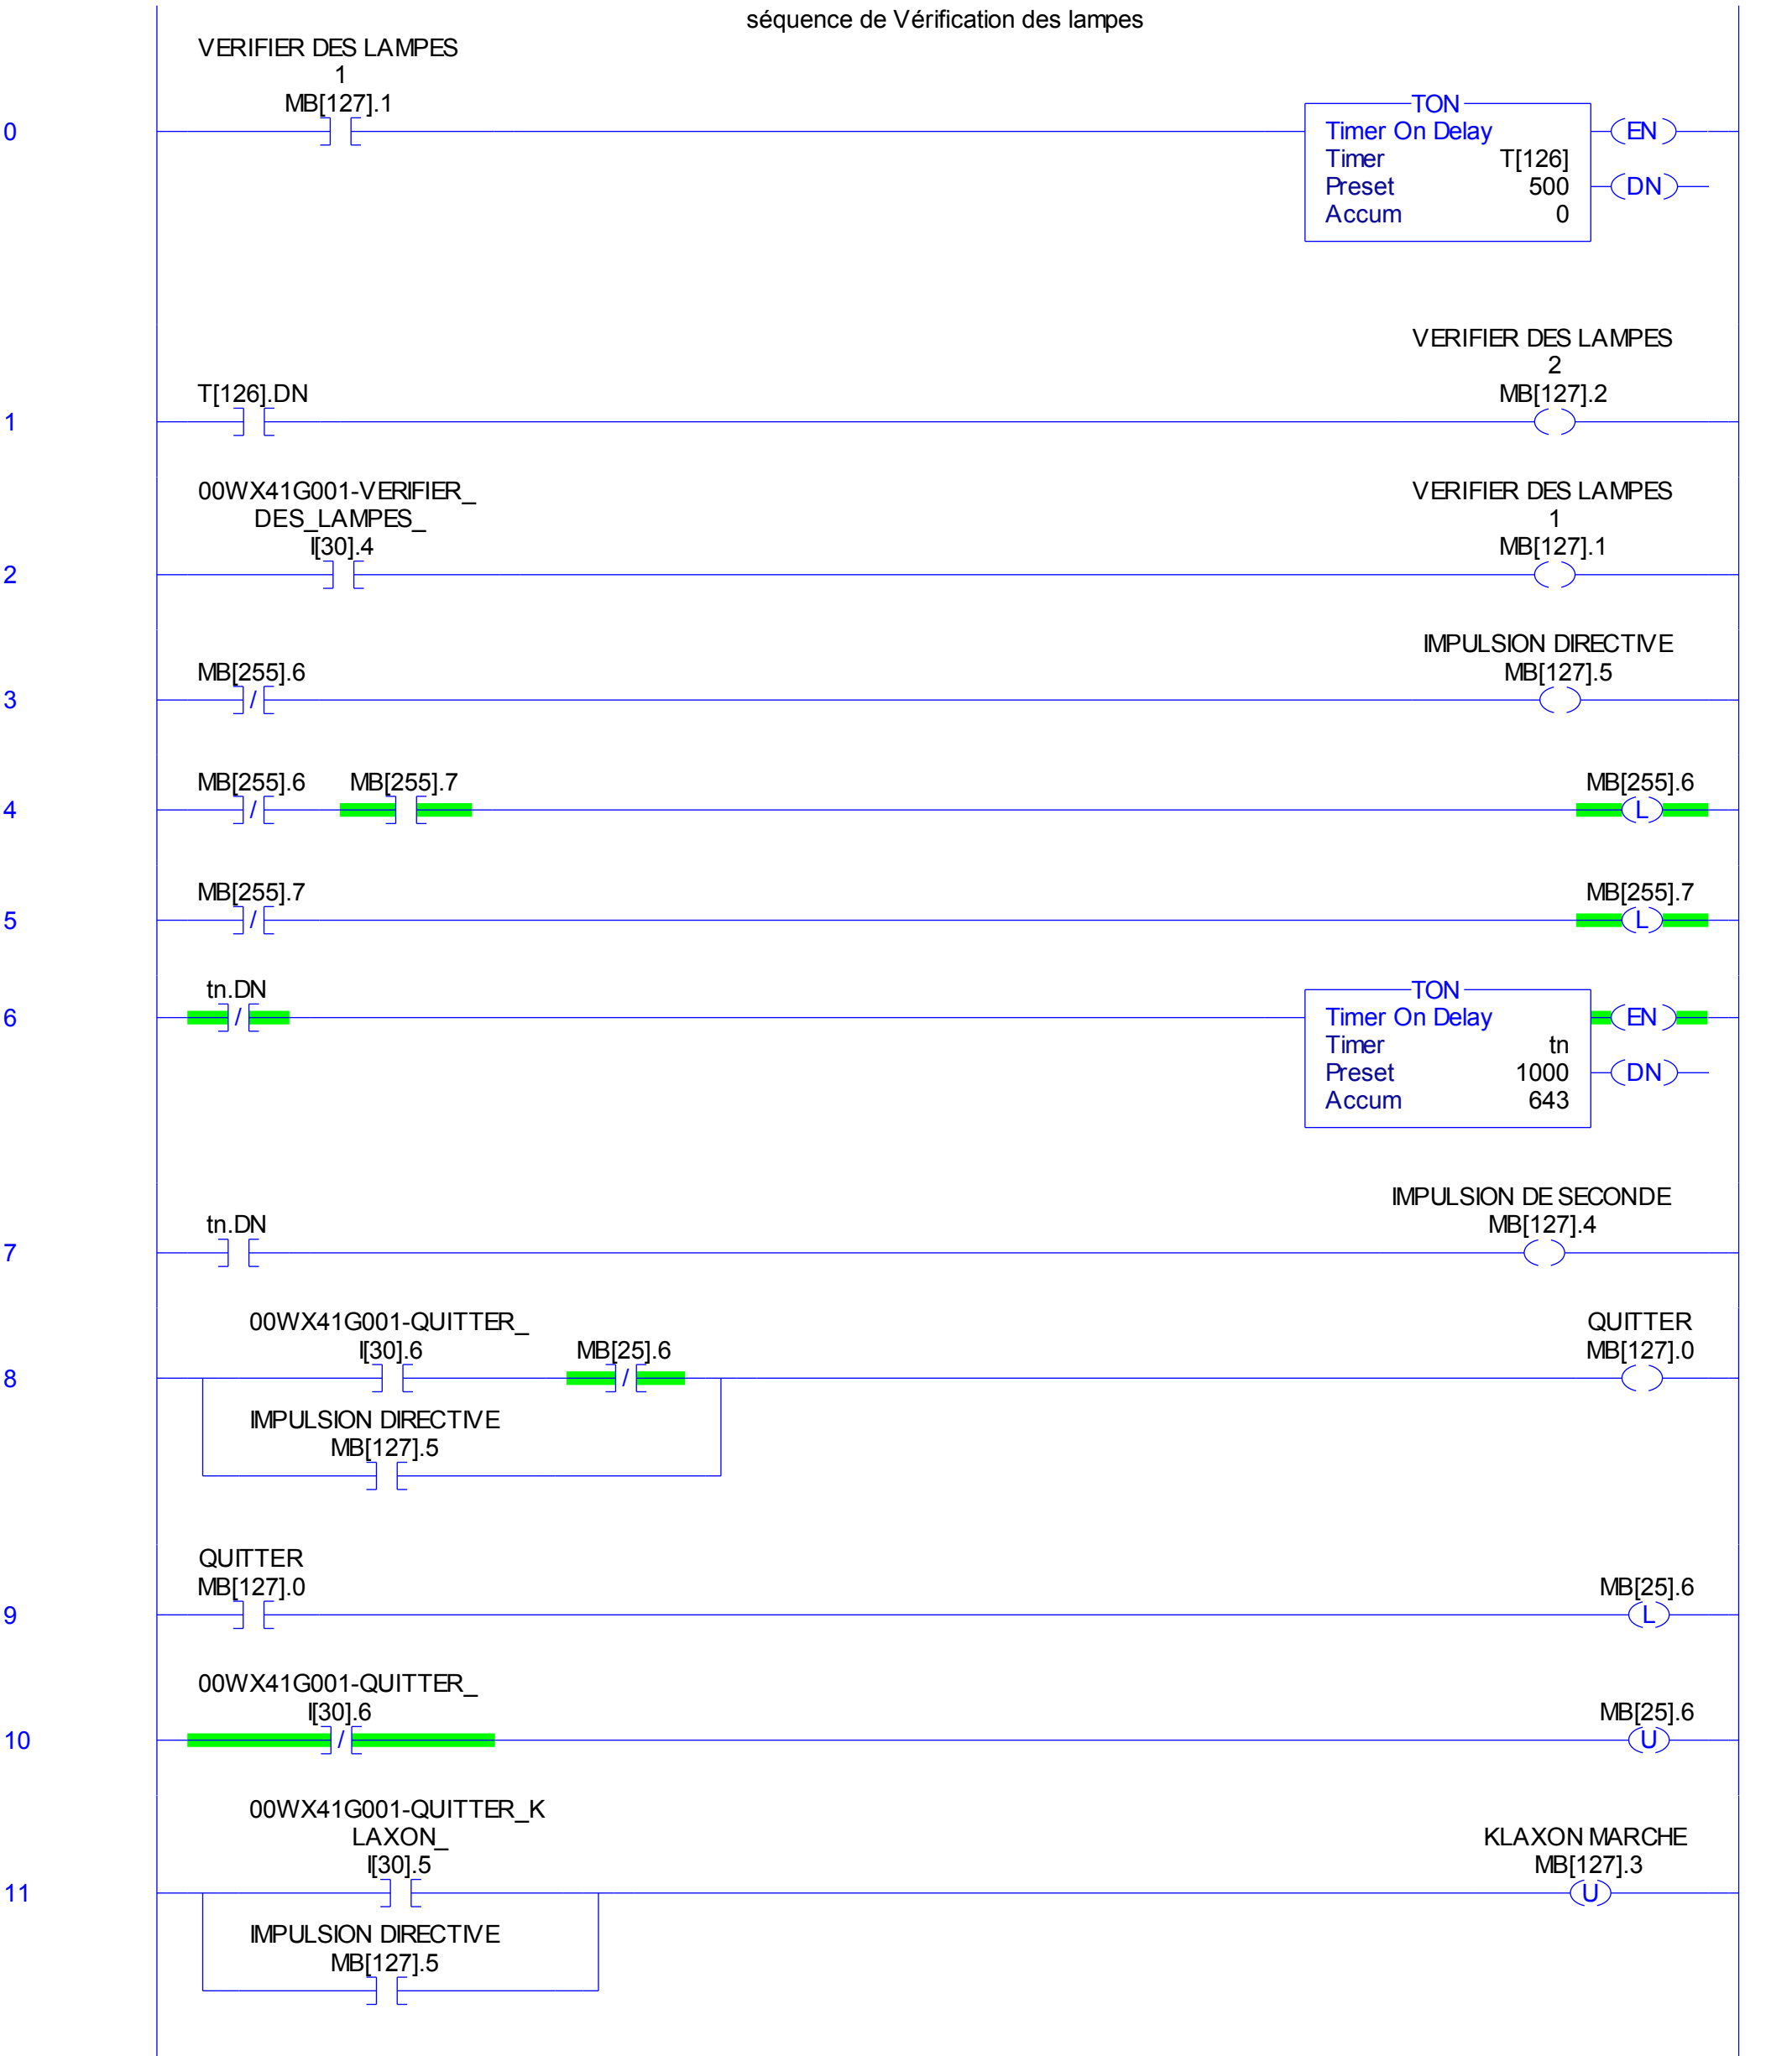 séquence de Vérification des lampes
VERIFIER DES LAMPES
1
MB[127].1
0
TON
Timer On Delay
Timer T[126]
Preset 500
Accum 0
EN
DN
VERIFIER DES LAMPES
2
T[126].DN MB[127].2
1
00WX41G001-VERIFIER_ VERIFIER DES LAMPES
DES_LAMPES_ 1
I[30].4 MB[127].1
2
IMPULSION DIRECTIVE
MB[255].6 MB[127].5
3 /
MB[255].6 MB[255].7 MB[255].6
4 / L
MB[255].7 MB[255].7
5 / L
tn.DN
6 /
TON
Timer On Delay
Timer tn
Preset 1000
Accum 643
EN
DN
IMPULSION DE SECONDE
tn.DN MB[127].4
7
00WX41G001-QUITTER_ QUITTER
I[30].6 MB[25].6 MB[127].0
8 /
IMPULSION DIRECTIVE
MB[127].5
QUITTER
MB[127].0 MB[25].6
9 L
00WX41G001-QUITTER_
I[30].6 MB[25].6
10 / U
00WX41G001-QUITTER_K
LAXON_ KLAXON MARCHE
I[30].5 MB[127].3
11 U
IMPULSION DIRECTIVE
MB[127].5